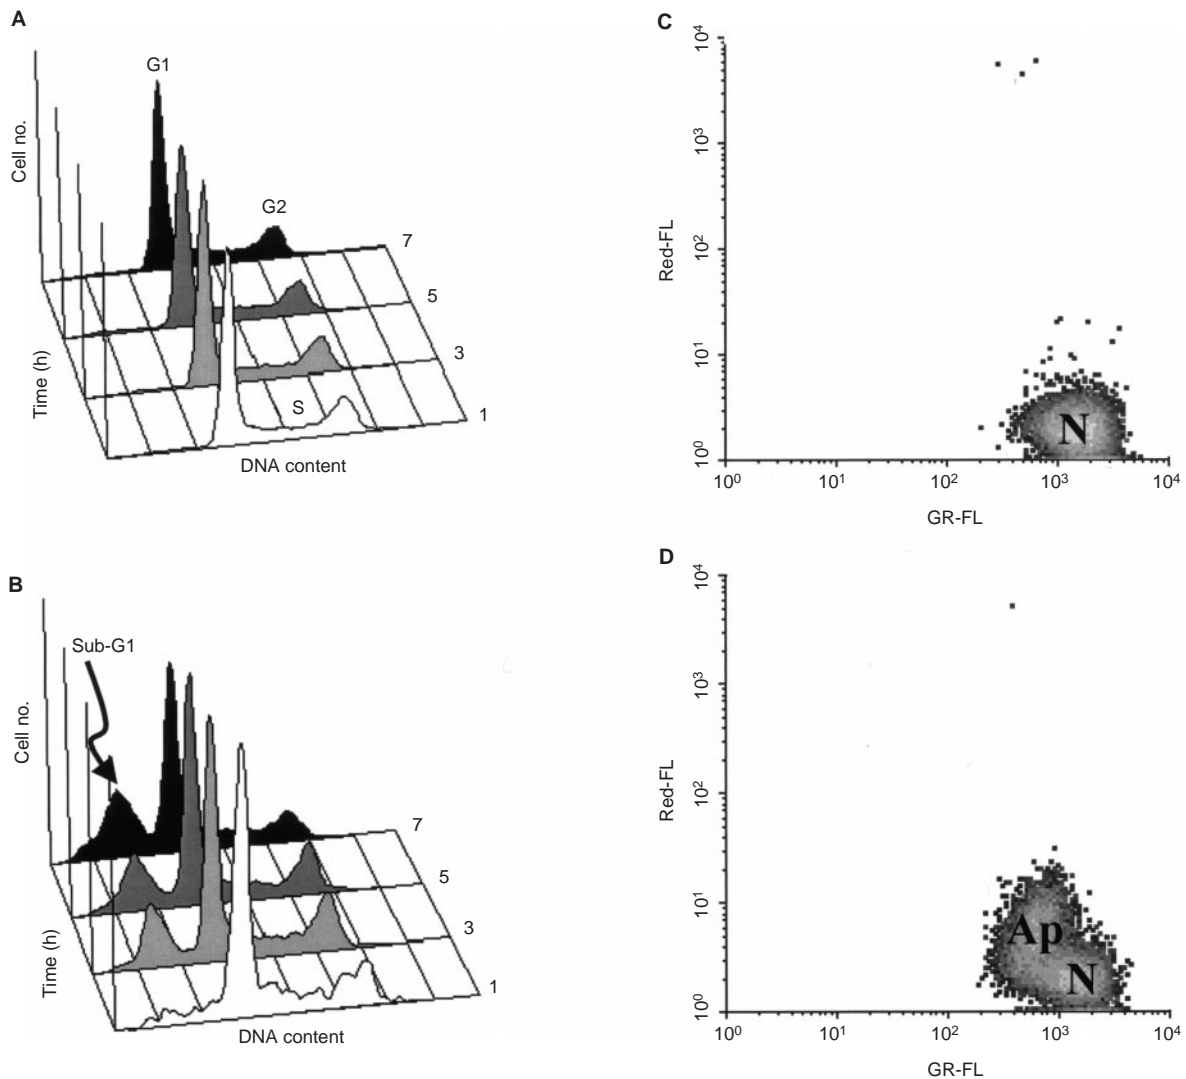 A
Cell no.
G1
G2
S
7
5
3
1
Time (h)
DNA content
B
Sub-G1
Cell no.
7
5
3
1
Time (h)
DNA content
C
Red-FL
10⁴
10³
10²
10¹
10⁰
10⁰ 10¹ 10² 10³ 10⁴
N
GR-FL
D
Red-FL
10⁴
10³
10²
10¹
10⁰
10⁰ 10¹ 10² 10³ 10⁴
Ap
N
GR-FL